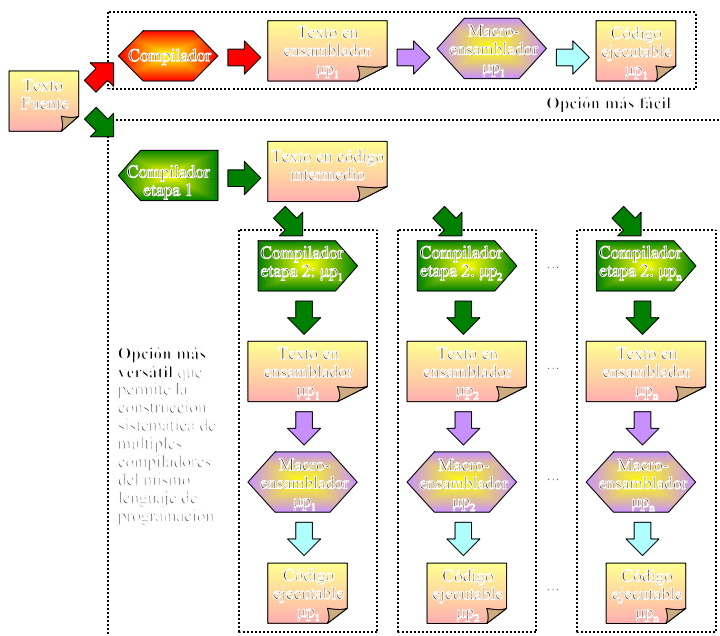 Texto
Fuente
Compilador
Texto en
ensamblador
μp1
Macro-
ensamblador
μp1
Código
ejecutable
μp1
Opción más fácil
Compilador
etapa 1
Texto en código
intermedio
Compilador
etapa 2: μp1
Compilador
etapa 2: μp2
...
Compilador
etapa 2: μpn
Texto en
ensamblador
μp1
Texto en
ensamblador
μp2
...
Texto en
ensamblador
μpn
Opción más
versátil que
permite la
construcción
sistemática de
múltiples
compiladores
del mismo
lenguaje de
programación
Macro-
ensamblador
μp1
Macro-
ensamblador
μp2
...
Macro-
ensamblador
μpn
Código
ejecutable
μp1
Código
ejecutable
μp2
...
Código
ejecutable
μpn